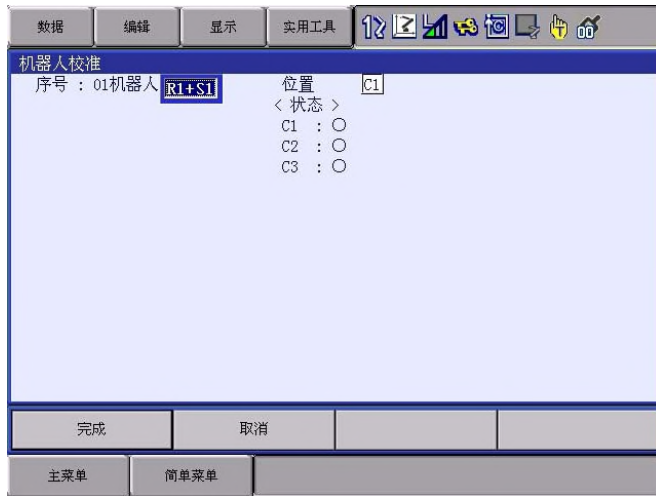 数据 编辑 显示 实用工具
机器人校准
序号 : 01机器人 R1+S1 位置 C1
< 状态 >
C1 : ○
C2 : ○
C3 : ○
完成 取消
主菜单 简单菜单